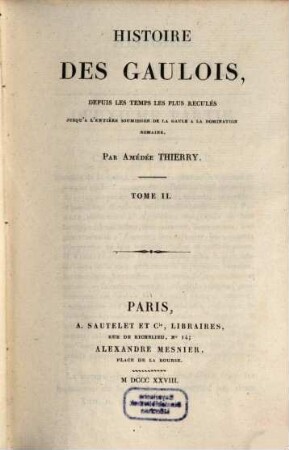 HISTOIRE
DES GAULOIS,
DEPUIS LES TEMPS LES PLUS RECULÉS
JUSQU'A L'ENTIÈRE SOUMISSION DE LA GAULE A LA DOMINATION
ROMAINE,
PAR AMÉDÉE THIERRY.
TOME II.
PARIS,
A. SAUTELET ET Cie, LIBRAIRES,
RUE DE RICHELIEU, No 14;
ALEXANDRE MESNIER,
PLACE DE LA BOURSE.
M DCCC XXVIII.